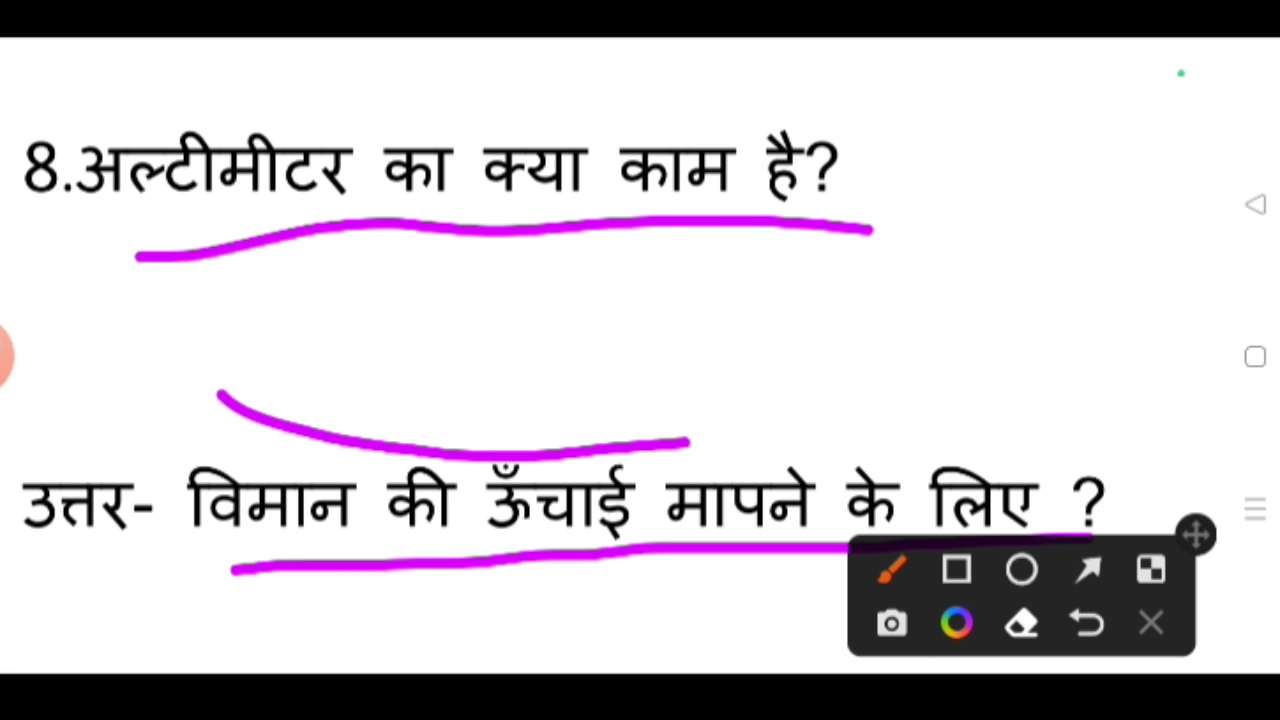 8.अल्टीमीटर का क्या काम है?
उत्तर- विमान की ऊँचाई मापने के लिए ?